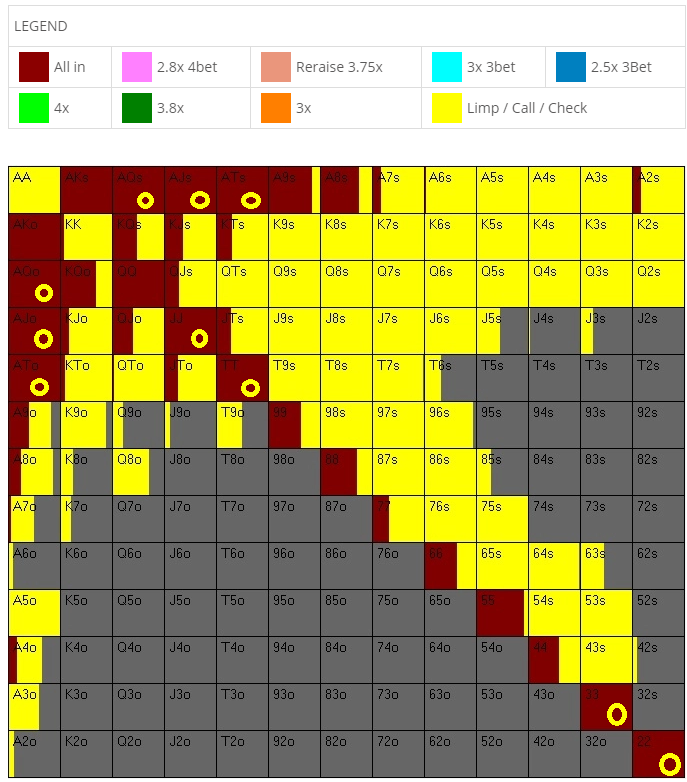 LEGEND
All in 2.8x 4bet Reraise 3.75x 3x 3bet 2.5x 3Bet
4x 3.8x 3x Limp / Call / Check
AA AKs AQs AJs ATs A9s A8s A7s A6s A5s A4s A3s A2s
AKo KK KQs KJs KTs K9s K8s K7s K6s K5s K4s K3s K2s
AQo KQo QQ QJs QTs Q9s Q8s Q7s Q6s Q5s Q4s Q3s Q2s
AJo KJo QJo JJ JTs J9s J8s J7s J6s J5s J4s J3s J2s
ATo KTo QTo JTo TT T9s T8s T7s T6s T5s T4s T3s T2s
A9o K9o Q9o J9o T9o 99 98s 97s 96s 95s 94s 93s 92s
A8o K8o Q8o J8o T8o 98o 88 87s 86s 85s 84s 83s 82s
A7o K7o Q7o J7o T7o 97o 87o 77 76s 75s 74s 73s 72s
A6o K6o Q6o J6o T6o 96o 86o 76o 66 65s 64s 63s 62s
A5o K5o Q5o J5o T5o 95o 85o 75o 65o 55 54s 53s 52s
A4o K4o Q4o J4o T4o 94o 84o 74o 64o 54o 44 43s 42s
A3o K3o Q3o J3o T3o 93o 83o 73o 63o 53o 43o 33 32s
A2o K2o Q2o J2o T2o 92o 82o 72o 62o 52o 42o 32o 22